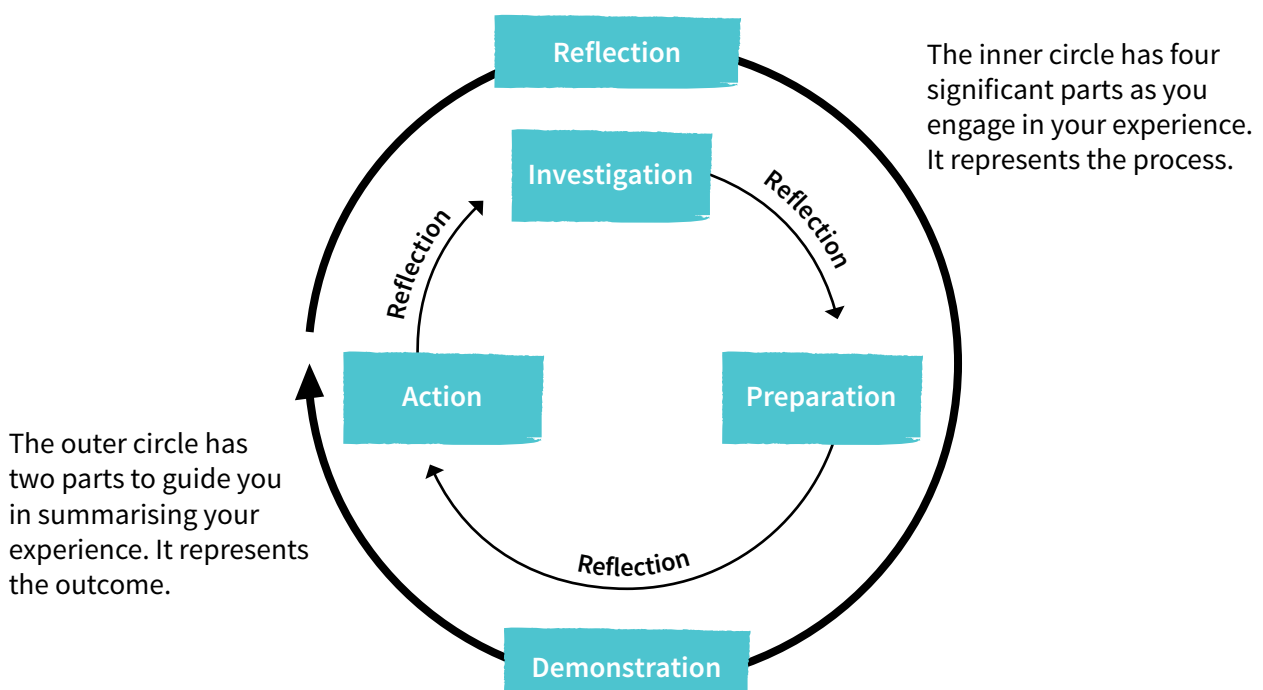 Reflection
The inner circle has four
significant parts as you
engage in your experience.
It represents the process.
Investigation
Reflection
Reflection
Action
Preparation
The outer circle has
two parts to guide you
in summarising your
experience. It represents
the outcome.
Reflection
Demonstration